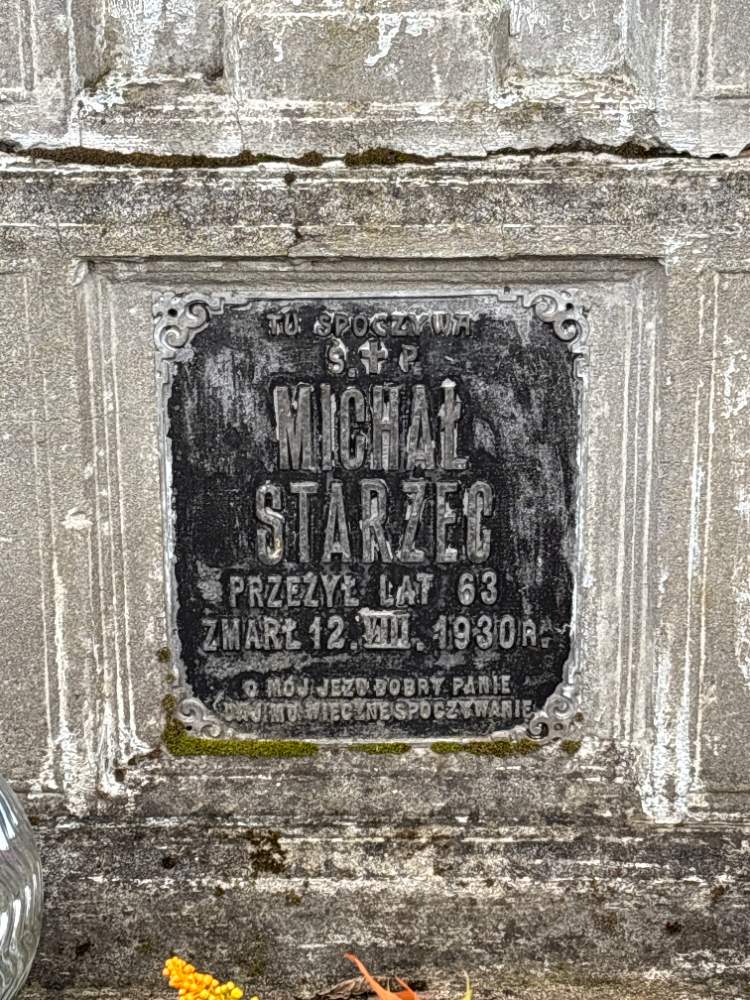 TU SPOCZYWA
Ś. ✝ P.
MICHAŁ
STARZEC
PRZEŻYŁ LAT 63
ZMARŁ 12. VIII. 1930 R.
O MÓJ JEZU DOBRY PANIE
DAJ MU WIECZNE SPOCZYWANIE